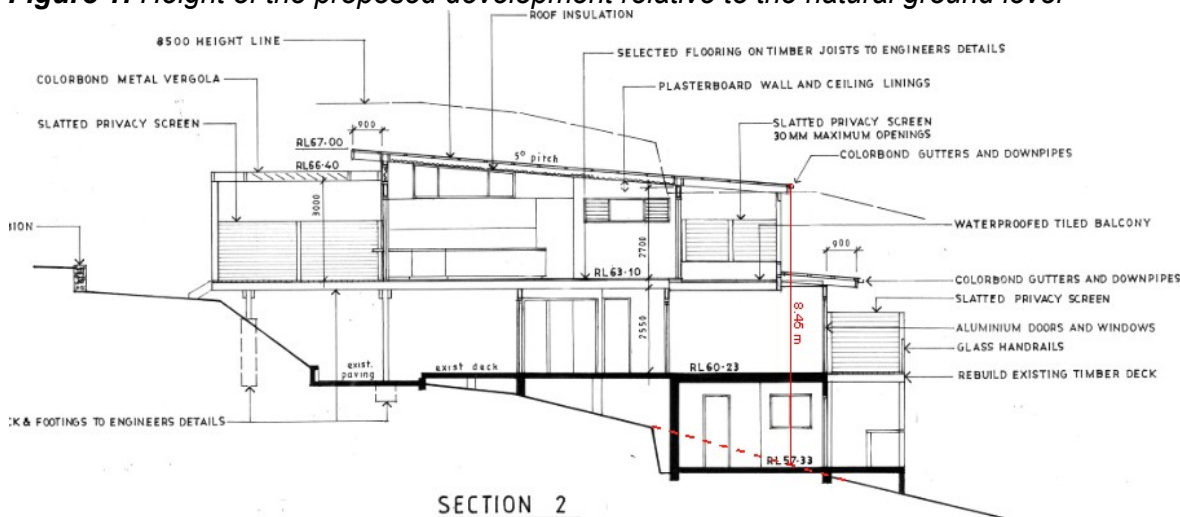 Figure 1: Height of the proposed development relative to the natural ground level
ROOF INSULATION
8500 HEIGHT LINE
SELECTED FLOORING ON TIMBER JOISTS TO ENGINEERS DETAILS
COLORBOND METAL VERGOLA
PLASTERBOARD WALL AND CEILING LININGS
SLATTED PRIVACY SCREEN
900
SLATTED PRIVACY SCREEN
30 MM MAXIMUM OPENINGS
RL67·00
5° pitch
COLORBOND GUTTERS AND DOWNPIPES
RL66·40
3000
WATERPROOFED TILED BALCONY
2700
900
RL63·10
COLORBOND GUTTERS AND DOWNPIPES
SLATTED PRIVACY SCREEN
8.45 m
2550
ALUMINIUM DOORS AND WINDOWS
GLASS HANDRAILS
exist. paving
exist deck
RL60·23
REBUILD EXISTING TIMBER DECK
& FOOTINGS TO ENGINEERS DETAILS
RL57·33
SECTION 2